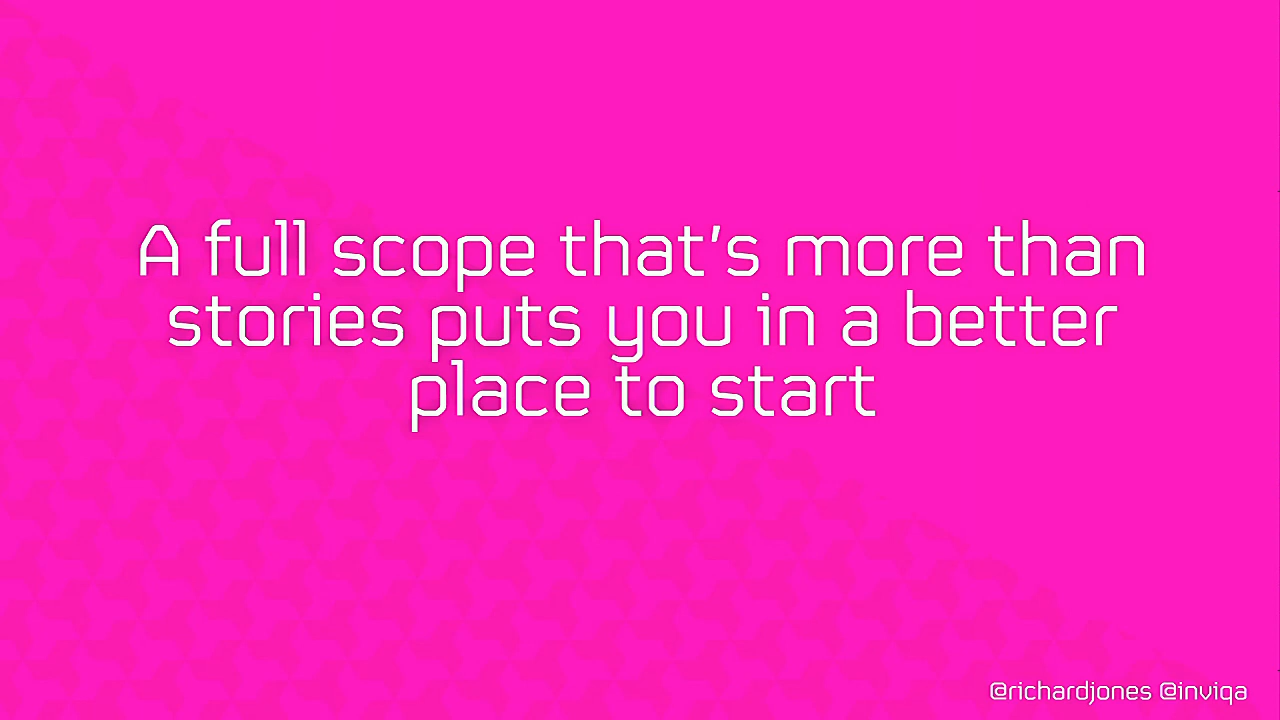 A full scope that's more than
stories puts you in a better
place to start
@richardjones @inviqa